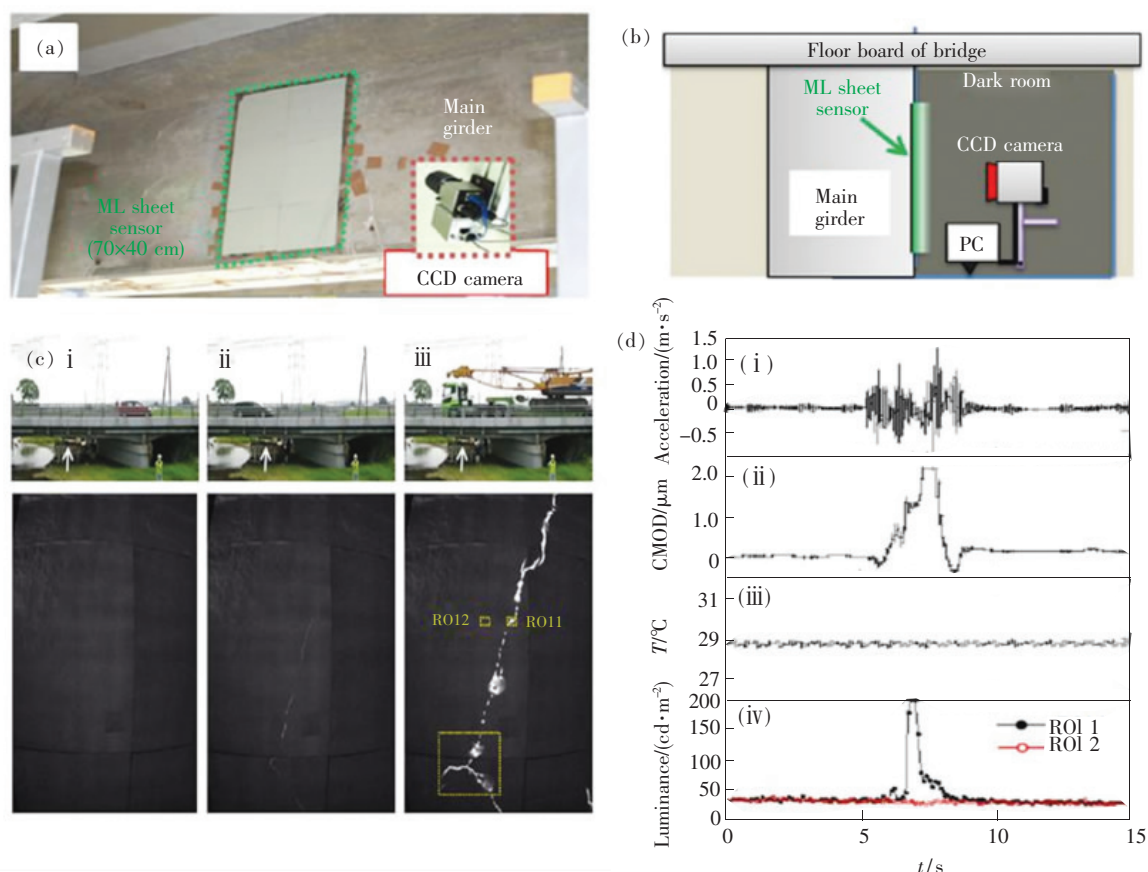 (a)
Main
girder
ML sheet
sensor
(70×40 cm)
CCD camera
(b)
Floor board of bridge
ML sheet
sensor
Dark room
CCD camera
Main
girder
PC
(c) i
ii
iii
RO12
RO11
(d)
Acceleration/(m·s⁻²)
1.5
1.0
0.5
0
−0.5
(i)
CMOD/μm
2.0
1.0
0
(ii)
T/℃
31
29
27
(iii)
Luminance/(cd·m⁻²)
200
150
100
50
0
(iv)
ROI 1
ROI 2
0
5
10
15
t/s